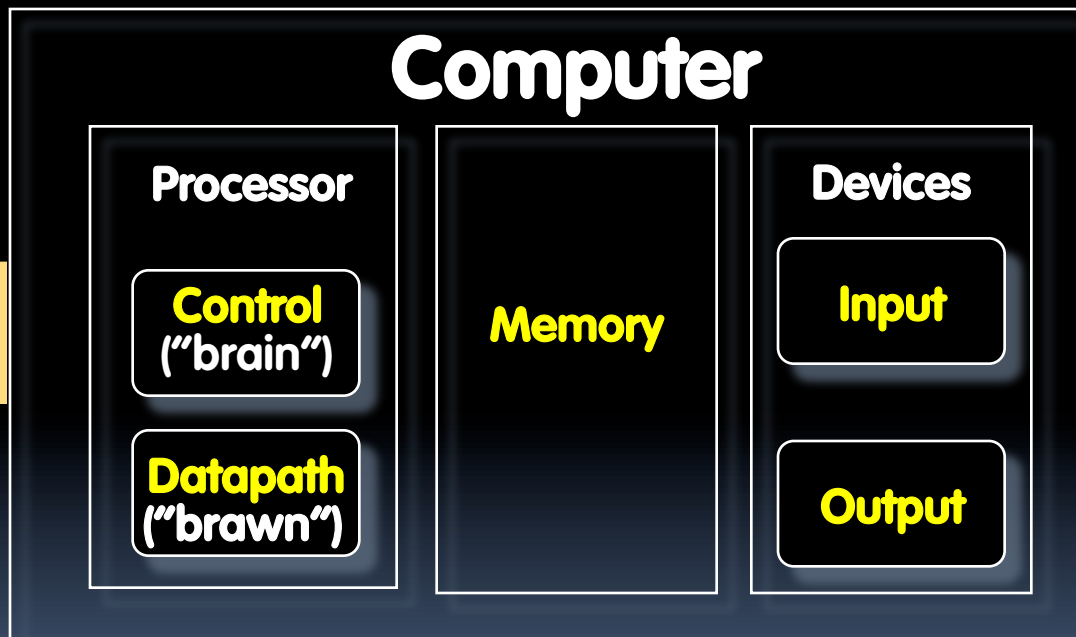 Computer
Processor
Control
("brain")
Datapath
("brawn")
Memory
Devices
Input
Output